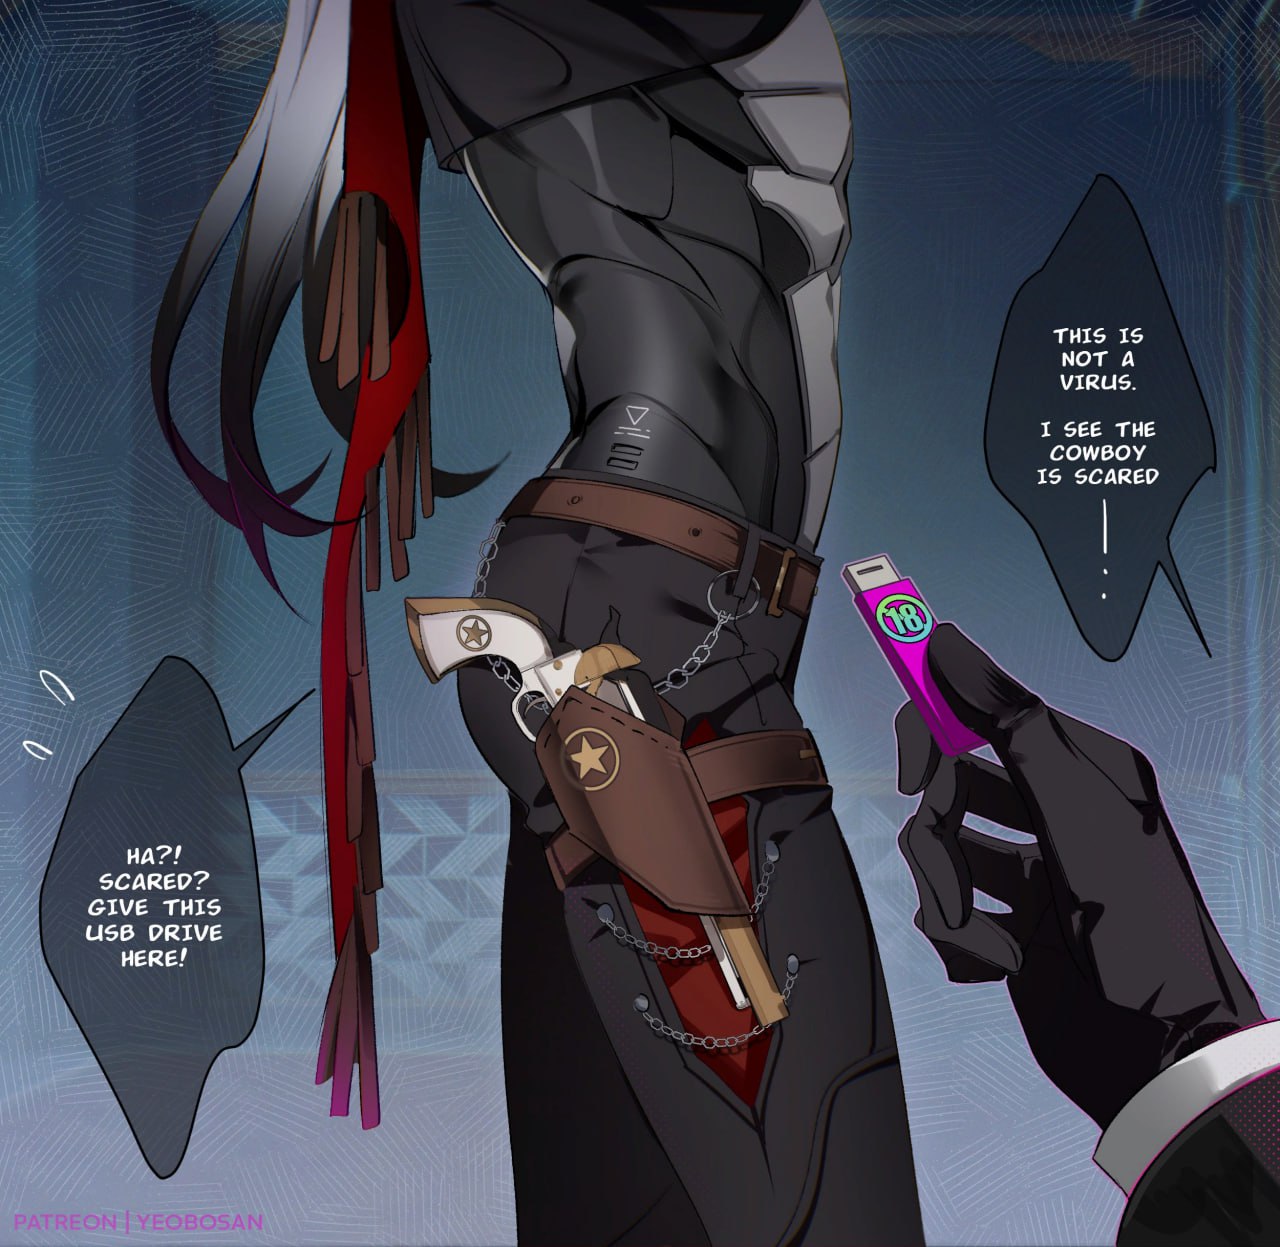 THIS IS
NOT A
VIRUS.
I SEE THE
COWBOY
IS SCARED
18
HA?!
SCARED?
GIVE THIS
USB DRIVE
HERE!
PATREON | YEOBOSAN